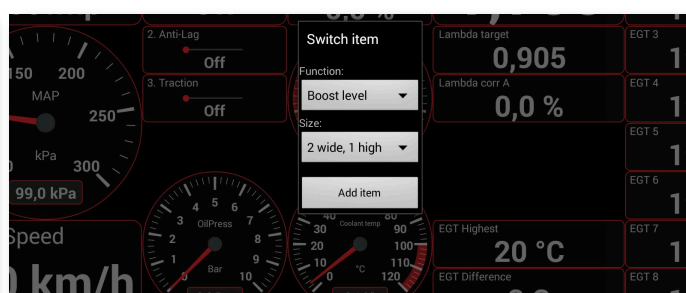 2. Anti-Lag
Off
3. Traction
Off
150
200
MAP
250
kPa
300
99,0 kPa
Speed
km/h
Switch item
Function:
Boost level
Size:
2 wide, 1 high
Add item
3
4
5
6
7
OilPress
2
8
1
9
Bar
10
30
40
Coolant temp
80
90
20
100
10
110
0
°C
120
Lambda target
0,905
Lambda corr A
0,0 %
EGT Highest
20 °C
EGT Difference
EGT 3
1
EGT 4
1
EGT 5
1
EGT 6
1
EGT 7
1
EGT 8